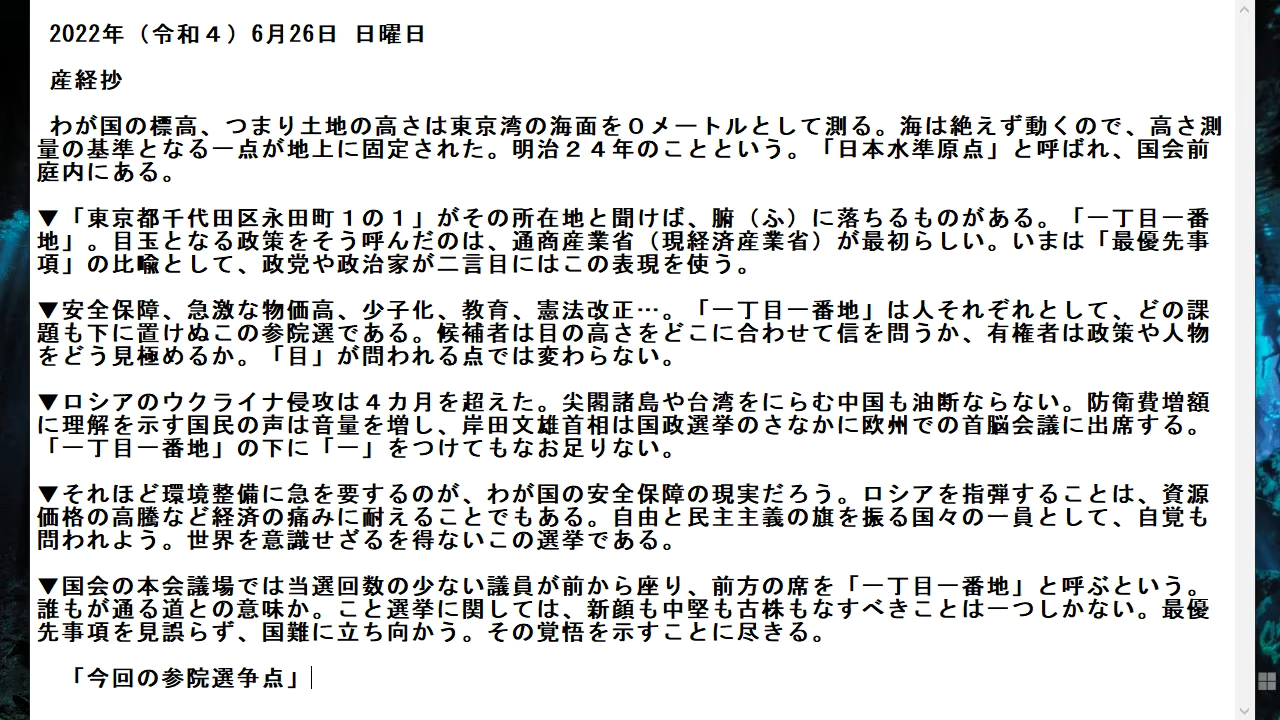 2022年（令和４）6月26日 日曜日
産経抄
わが国の標高、つまり土地の高さは東京湾の海面を０メートルとして測る。海は絶えず動くので、高さ測
量の基準となる一点が地上に固定された。明治２４年のことという。「日本水準原点」と呼ばれ、国会前
庭内にある。
▼「東京都千代田区永田町１の１」がその所在地と聞けば、腑（ふ）に落ちるものがある。「一丁目一番
地」。目玉となる政策をそう呼んだのは、通商産業省（現経済産業省）が最初らしい。いまは「最優先事
項」の比喩として、政党や政治家が二言目にはこの表現を使う。
▼安全保障、急激な物価高、少子化、教育、憲法改正…。「一丁目一番地」は人それぞれとして、どの課
題も下に置けぬこの参院選である。候補者は目の高さをどこに合わせて信を問うか、有権者は政策や人物
をどう見極めるか。「目」が問われる点では変わらない。
▼ロシアのウクライナ侵攻は４カ月を超えた。尖閣諸島や台湾をにらむ中国も油断ならない。防衛費増額
に理解を示す国民の声は音量を増し、岸田文雄首相は国政選挙のさなかに欧州での首脳会議に出席する。
「一丁目一番地」の下に「一」をつけてもなお足りない。
▼それほど環境整備に急を要するのが、わが国の安全保障の現実だろう。ロシアを指弾することは、資源
価格の高騰など経済の痛みに耐えることでもある。自由と民主主義の旗を振る国々の一員として、自覚も
問われよう。世界を意識せざるを得ないこの選挙である。
▼国会の本会議場では当選回数の少ない議員が前から座り、前方の席を「一丁目一番地」と呼ぶという。
誰もが通る道との意味か。こと選挙に関しては、新顔も中堅も古株もなすべきことは一つしかない。最優
先事項を見誤らず、国難に立ち向かう。その覚悟を示すことに尽きる。
「今回の参院選争点」